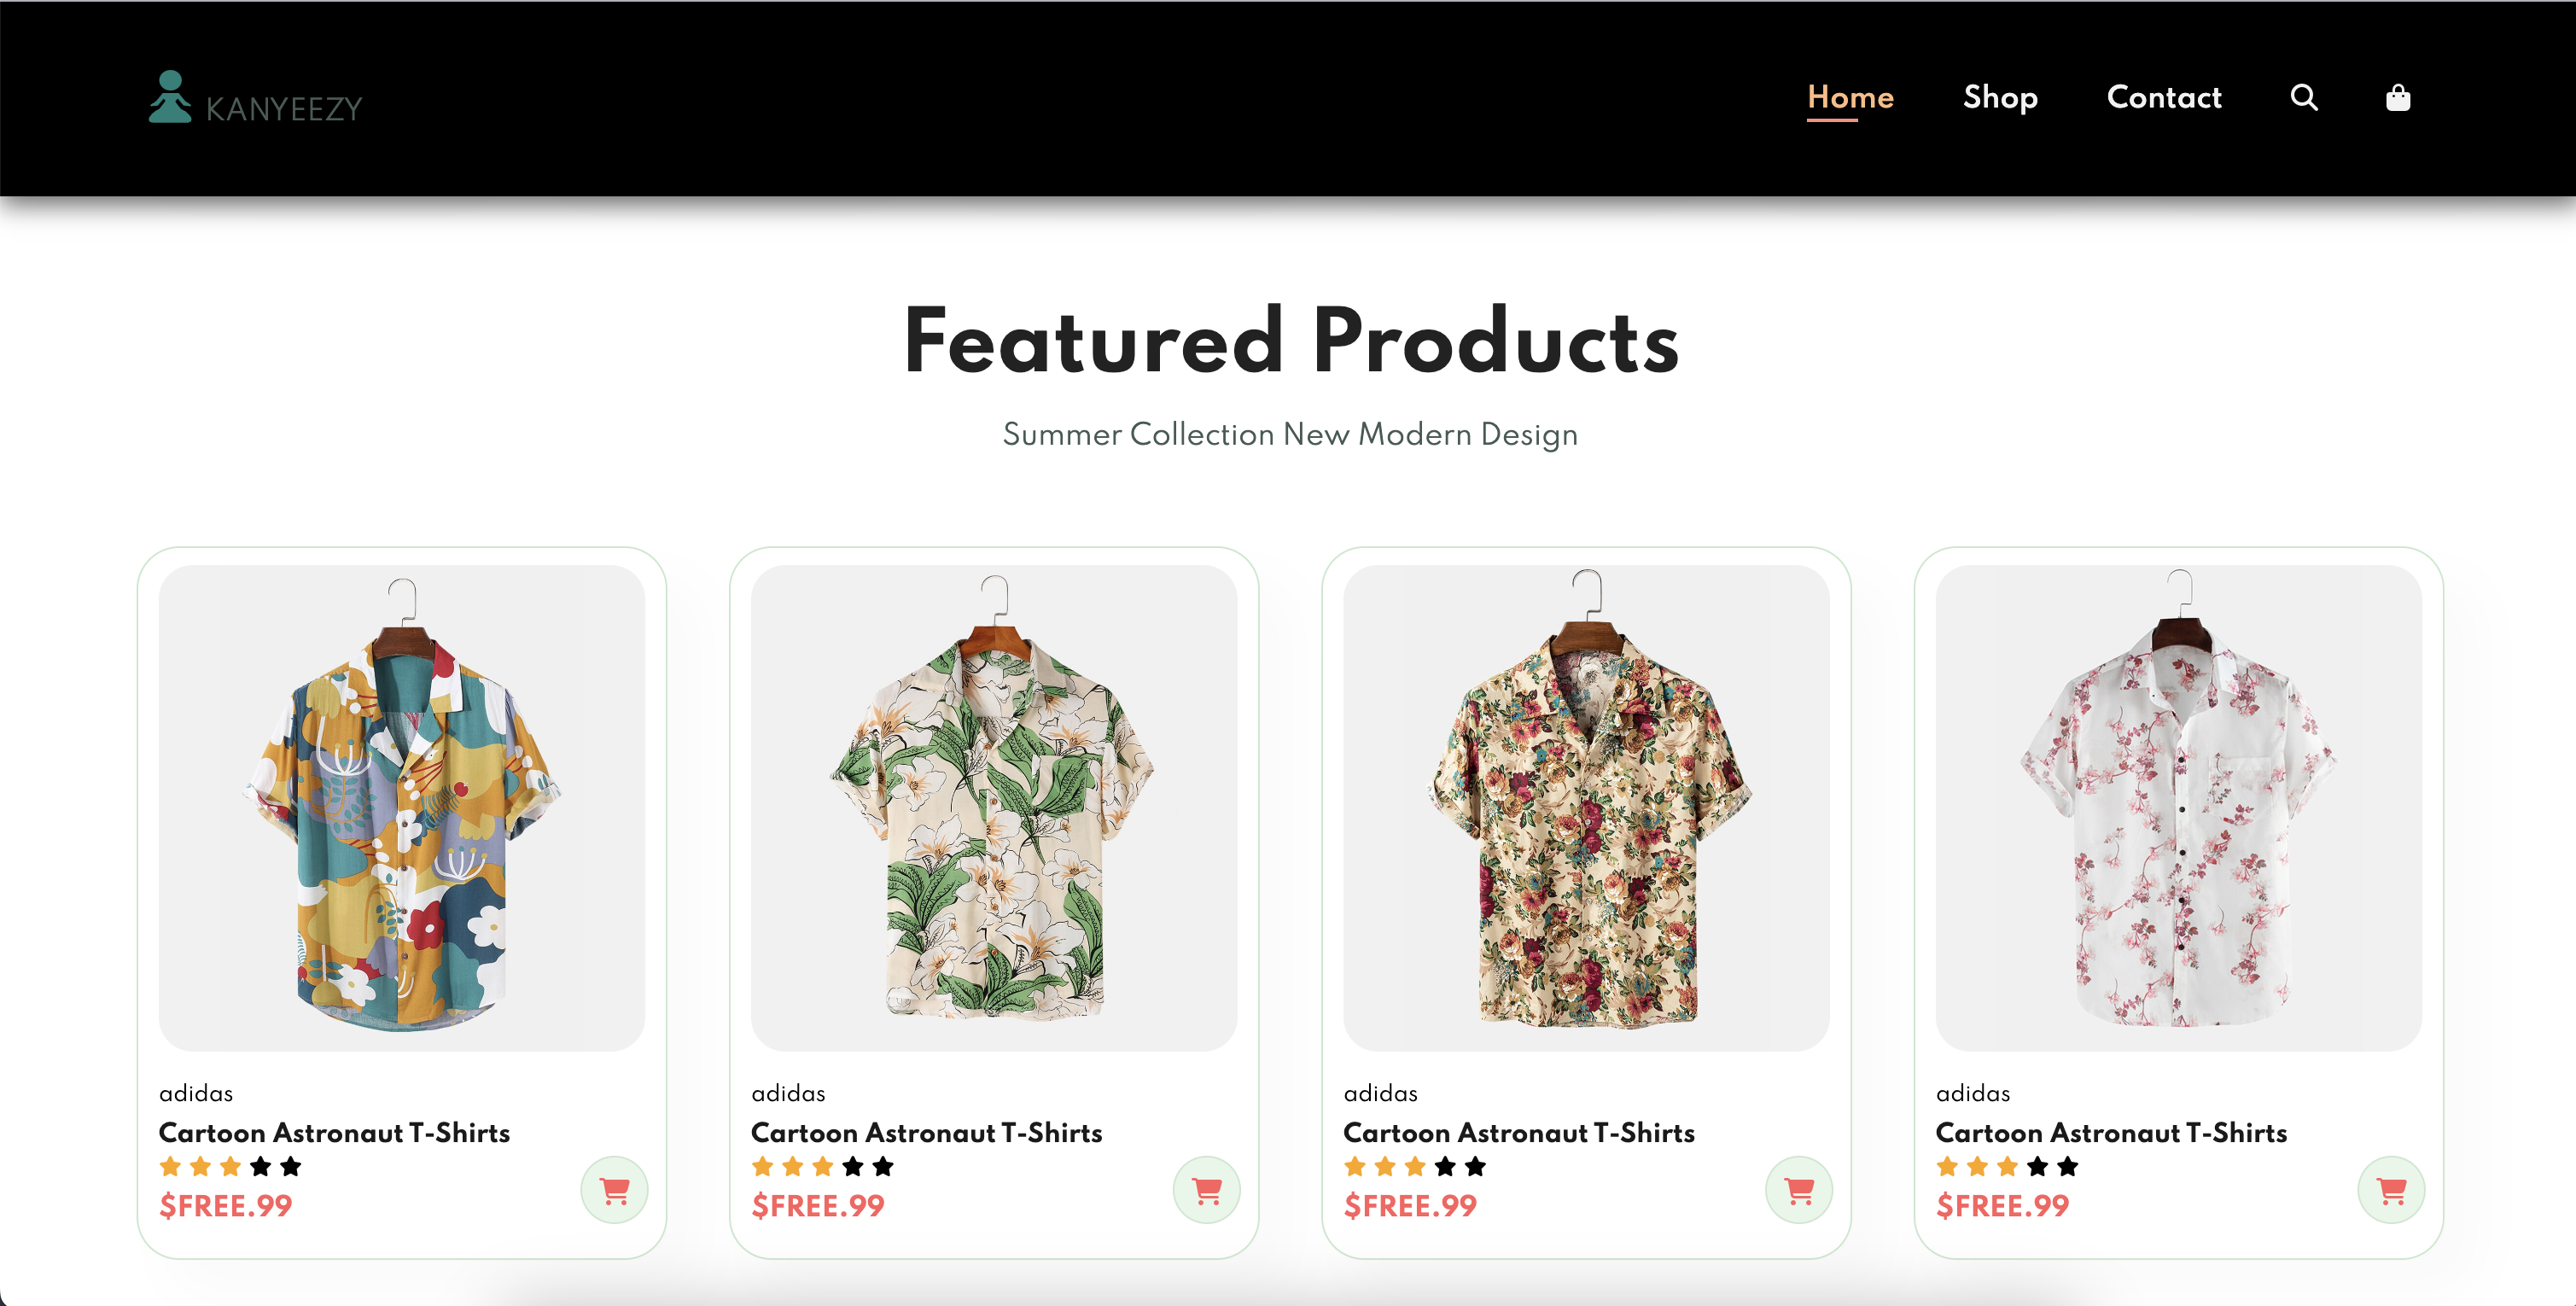 KANYEEZY
Home Shop Contact
Featured Products
Summer Collection New Modern Design
adidas
Cartoon Astronaut T-Shirts
$FREE.99
adidas
Cartoon Astronaut T-Shirts
$FREE.99
adidas
Cartoon Astronaut T-Shirts
$FREE.99
adidas
Cartoon Astronaut T-Shirts
$FREE.99